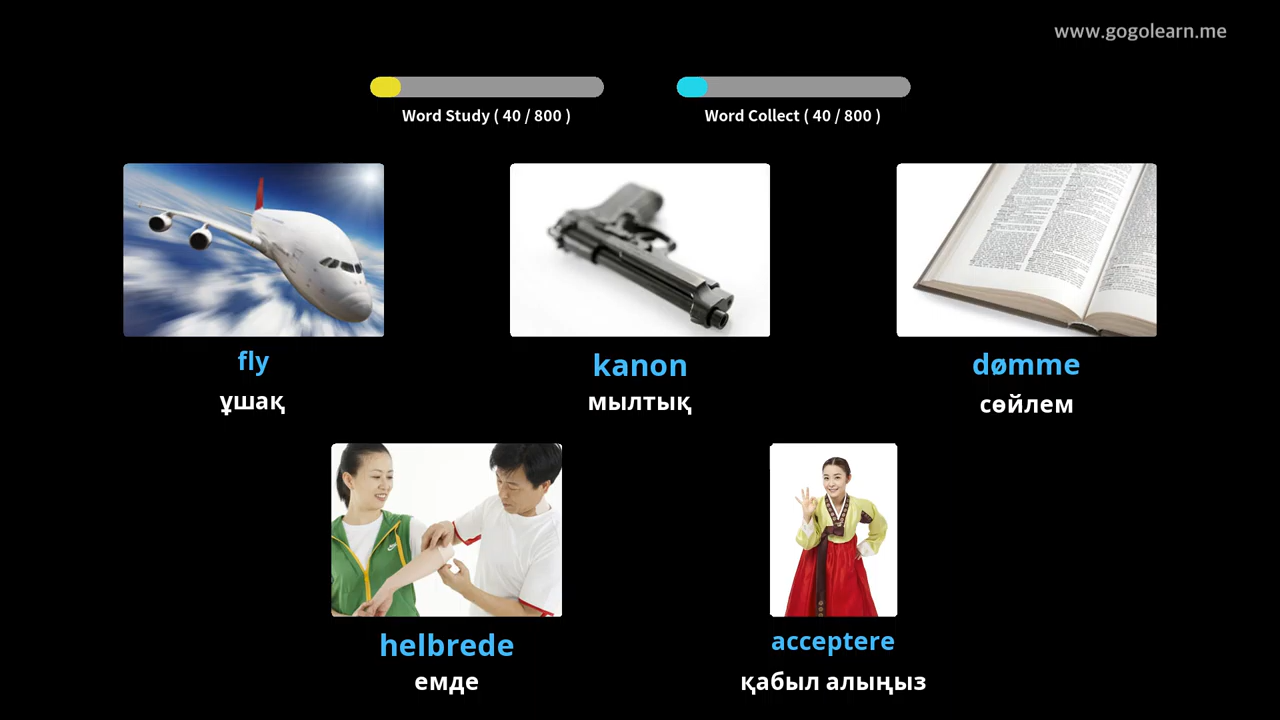 www.gogolearn.me
Word Study ( 40 / 800 )
Word Collect ( 40 / 800 )
fly
ұшақ
kanon
мылтық
dømme
сөйлем
helbrede
емде
acceptere
қабыл алыңыз